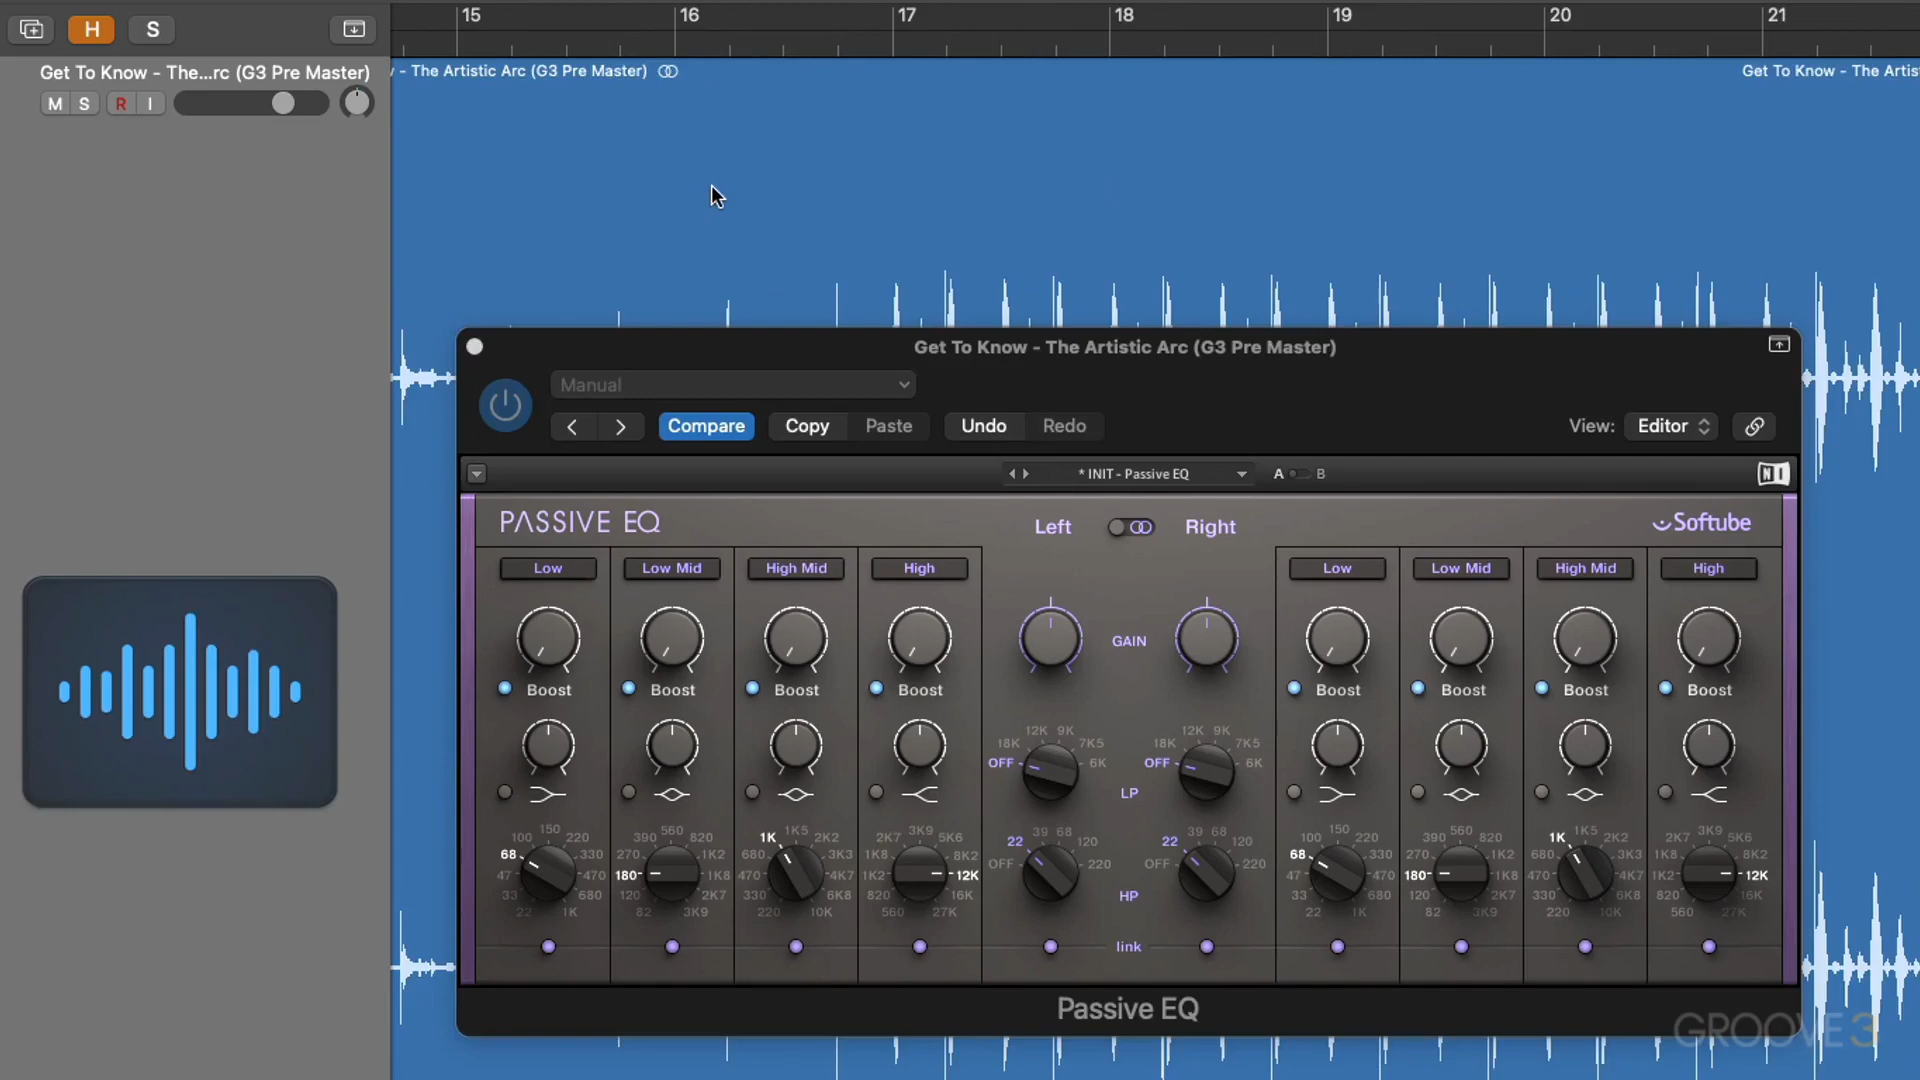 15 16 17 18 19 20 21
H S
Get To Know - The...rc (G3 Pre Master)
- The Artistic Arc (G3 Pre Master)
Get To Know - The Artis
M S R I
Get To Know - The Artistic Arc (G3 Pre Master)
Manual
Compare Copy Paste Undo Redo View: Editor
* INIT - Passive EQ A B NI
PASSIVE EQ Left Right Softube
Low Low Mid High Mid High Low Low Mid High Mid High
GAIN
Boost Boost Boost Boost Boost Boost Boost Boost
12K 9K 12K 9K
18K 7K5 18K 7K5
OFF 6K OFF 6K
LP
150 560 1K5 3K9 39 68 39 68 150 560 1K5 3K9
100 220 390 820 1K 2K2 2K7 5K6 22 120 22 120 100 220 390 820 1K 2K2 2K7 5K6
68 330 270 1K2 680 3K3 1K8 8K2 OFF 220 OFF 220 68 330 270 1K2 680 3K3 1K8 8K2
47 470 180 1K8 470 4K7 1K2 12K 47 470 180 1K8 470 4K7 1K2 12K
33 680 120 2K7 330 6K8 820 16K HP 33 680 120 2K7 330 6K8 820 16K
22 1K 82 3K9 220 10K 560 27K 22 1K 82 3K9 220 10K 560 27K
link
Passive EQ
GROOVE3